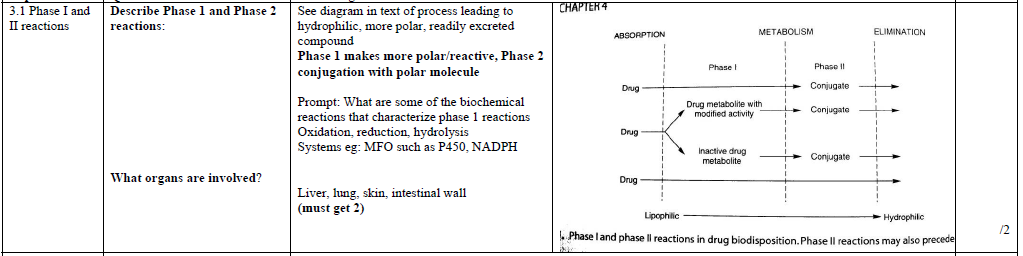 3.1 Phase I and
II reactions
Describe Phase 1 and Phase 2
reactions:
What organs are involved?
See diagram in text of process leading to
hydrophilic, more polar, readily excreted
compound
Phase 1 makes more polar/reactive, Phase 2
conjugation with polar molecule
Prompt: What are some of the biochemical
reactions that characterize phase 1 reactions
Oxidation, reduction, hydrolysis
Systems eg: MFO such as P450, NADPH
Liver, lung, skin, intestinal wall
(must get 2)
CHAPTER 4
ABSORPTION METABOLISM ELIMINATION
Phase I Phase II
Drug Conjugate
Drug metabolite with
modified activity
Conjugate
Drug
Inactive drug
metabolite
Conjugate
Drug
Lipophilic Hydrophilic
Phase I and phase II reactions in drug biodisposition. Phase II reactions may also precede
/2